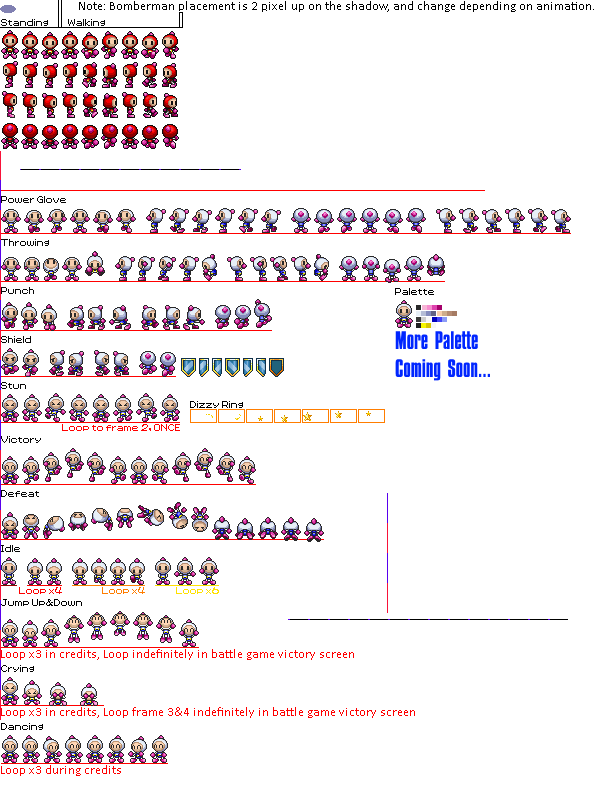 Note: Bomberman placement is 2 pixel up on the shadow, and change depending on animation.
Standing
Walking
Power Glove
Throwing
Punch
Palette
More Palette
Coming Soon...
Shield
Stun
Dizzy Ring
Loop to frame 2, ONCE
Victory
Defeat
Idle
Loop x4
Loop x4
Loop x6
Jump Up&Down
Loop x3 in credits, Loop indefinitely in battle game victory screen
Crying
Loop x3 in credits, Loop frame 3&4 indefinitely in battle game victory screen
Dancing
Loop x3 during credits